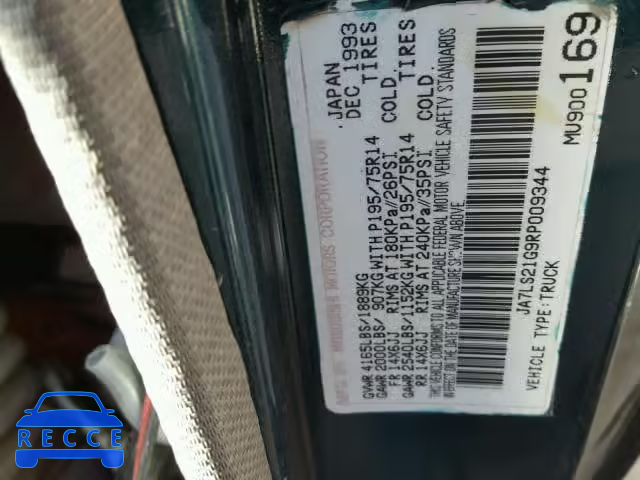 MFD BY MITSUBISHI MOTORS CORPORATION JAPAN
DEC 1993
GVWR 4165LBS/1889KG
GAWR 2000LBS/907KG WITH P195/75R14 TIRES
FR 14X6JJ RIMS AT 180KPA//26PSI COLD.
GAWR 2540LBS/1152KG WITH P195/75R14 TIRES
RR 14X6JJ RIMS AT 240KPA//35PSI COLD.
THIS VEHICLE CONFORMS TO ALL APPLICABLE FEDERAL MOTOR VEHICLE SAFETY STANDARDS
IN EFFECT ON THE DATE OF MANUFACTURE SHOWN ABOVE.
JA7LS21G9RP009344
VEHICLE TYPE:TRUCK
MU900169
RECCE